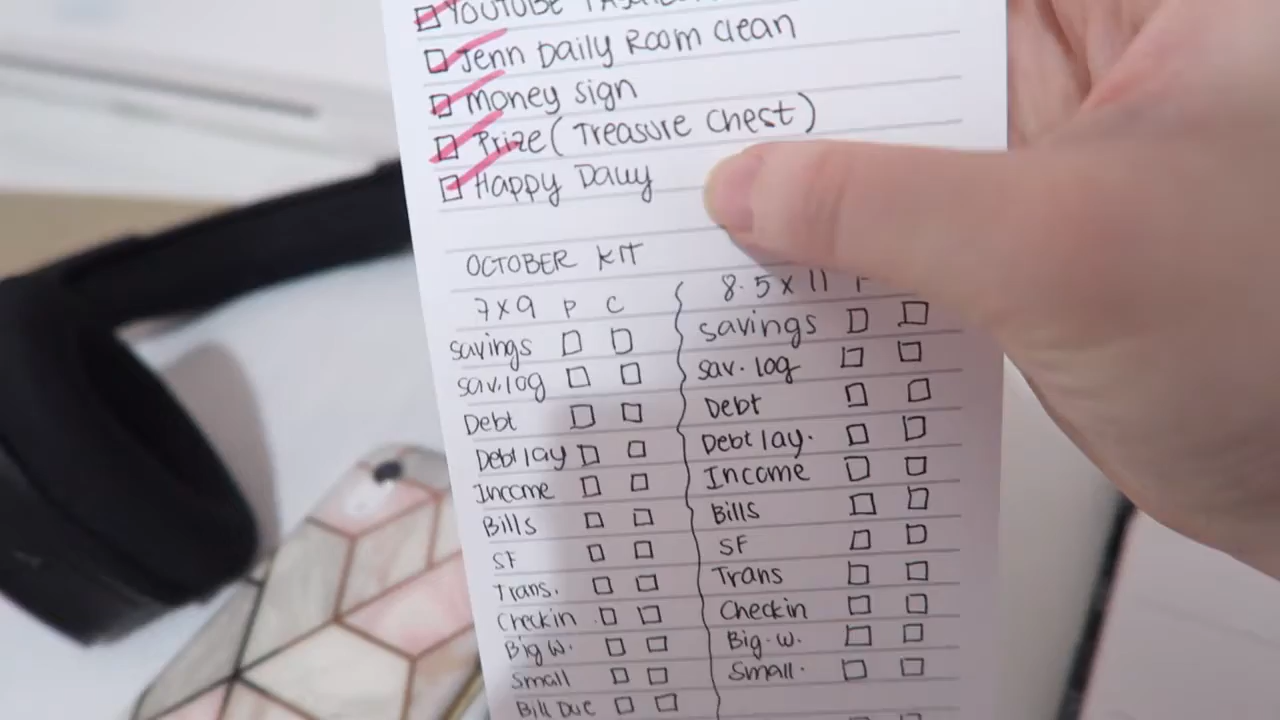 YOUTUBE
Jenn Daily Room clean
money sign
Prize ( Treasure Chest )
Happy Dauy
OCTOBER KIT
7x9 P C
savings
sav.log
Debt
Debt lay
Income
Bills
SF
Trans.
Checkin
Big W.
Small
Bill Due
8.5x11
savings
sav. log
Debt
Debt lay.
Income
Bills
SF
Trans
Checkin
Big. w.
Small.